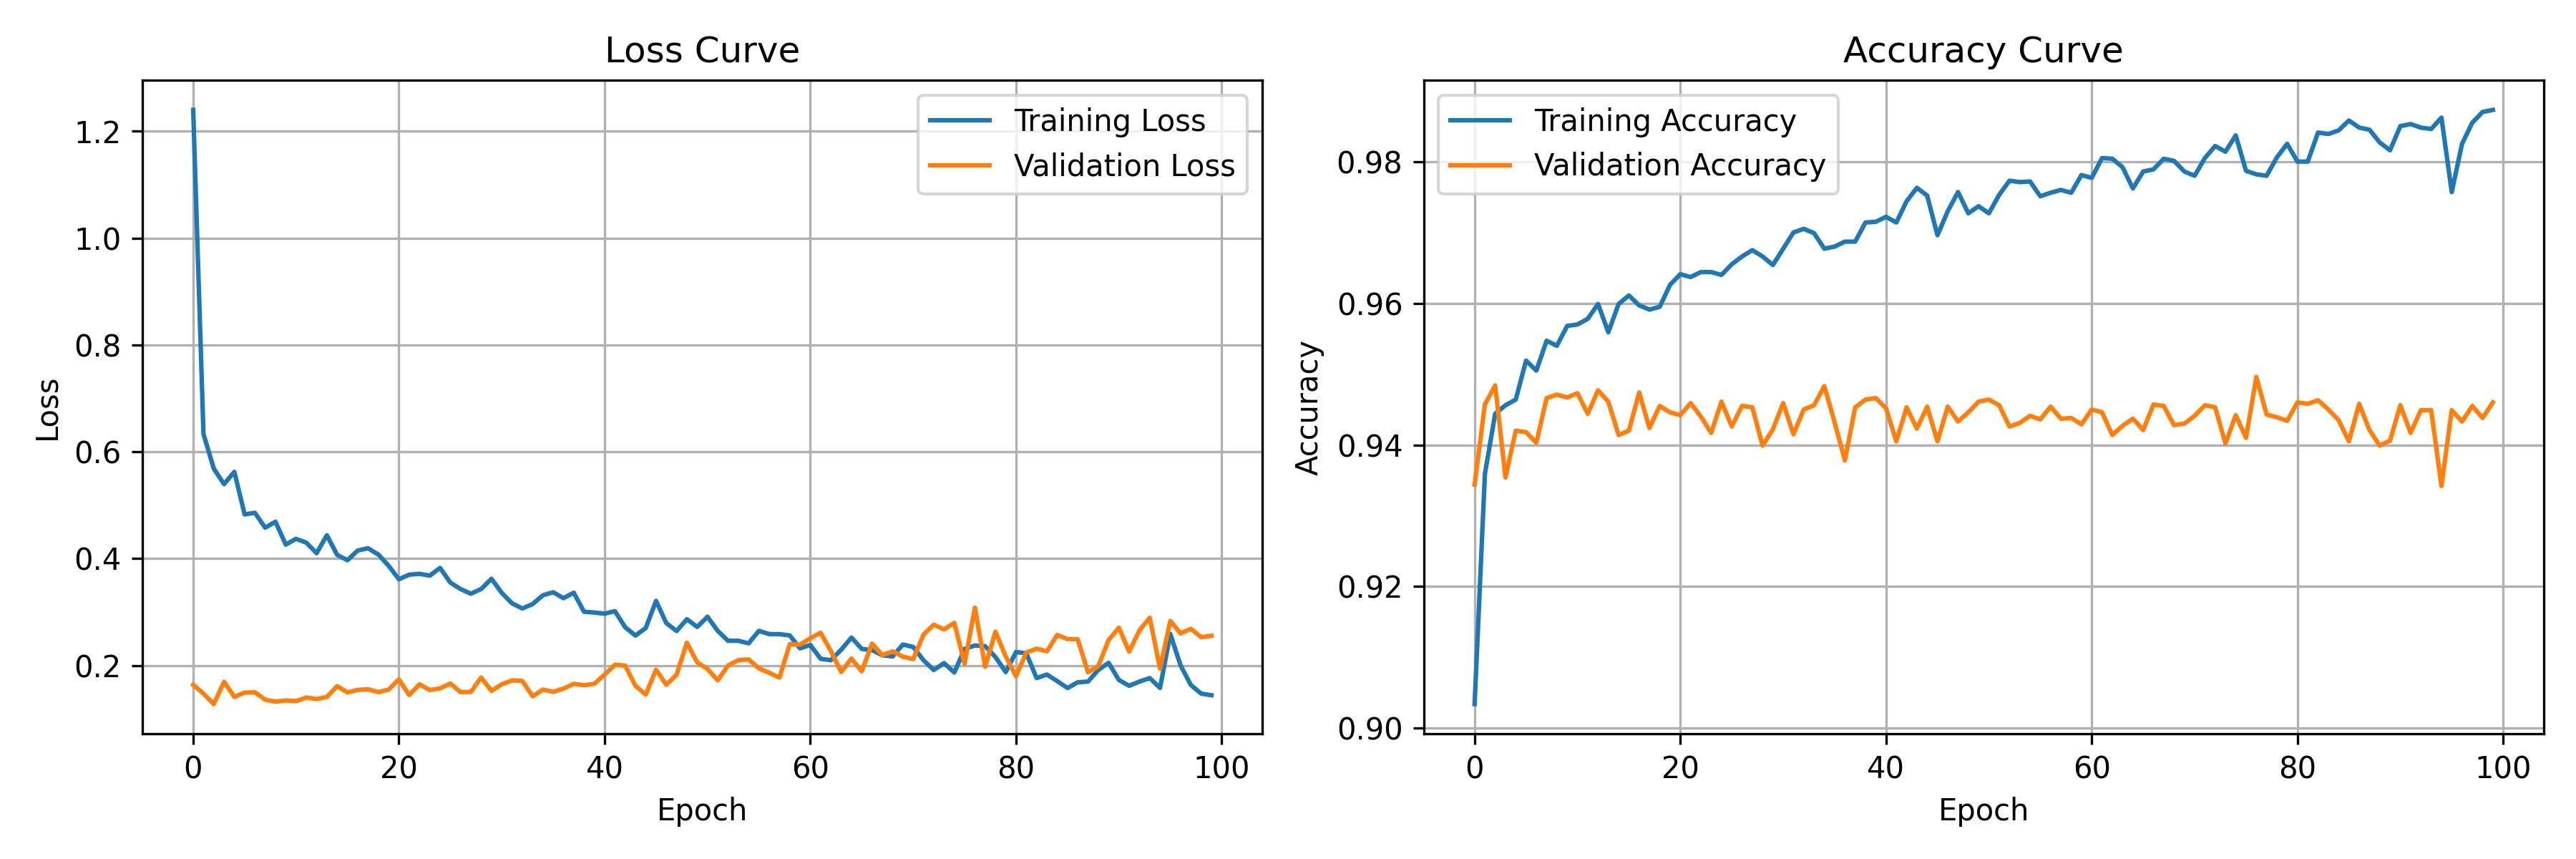 Loss Curve
Training Loss
Validation Loss
1.2
1.0
0.8
0.6
0.4
0.2
Loss
0 20 40 60 80 100
Epoch
Accuracy Curve
Training Accuracy
Validation Accuracy
0.98
0.96
0.94
0.92
0.90
Accuracy
0 20 40 60 80 100
Epoch